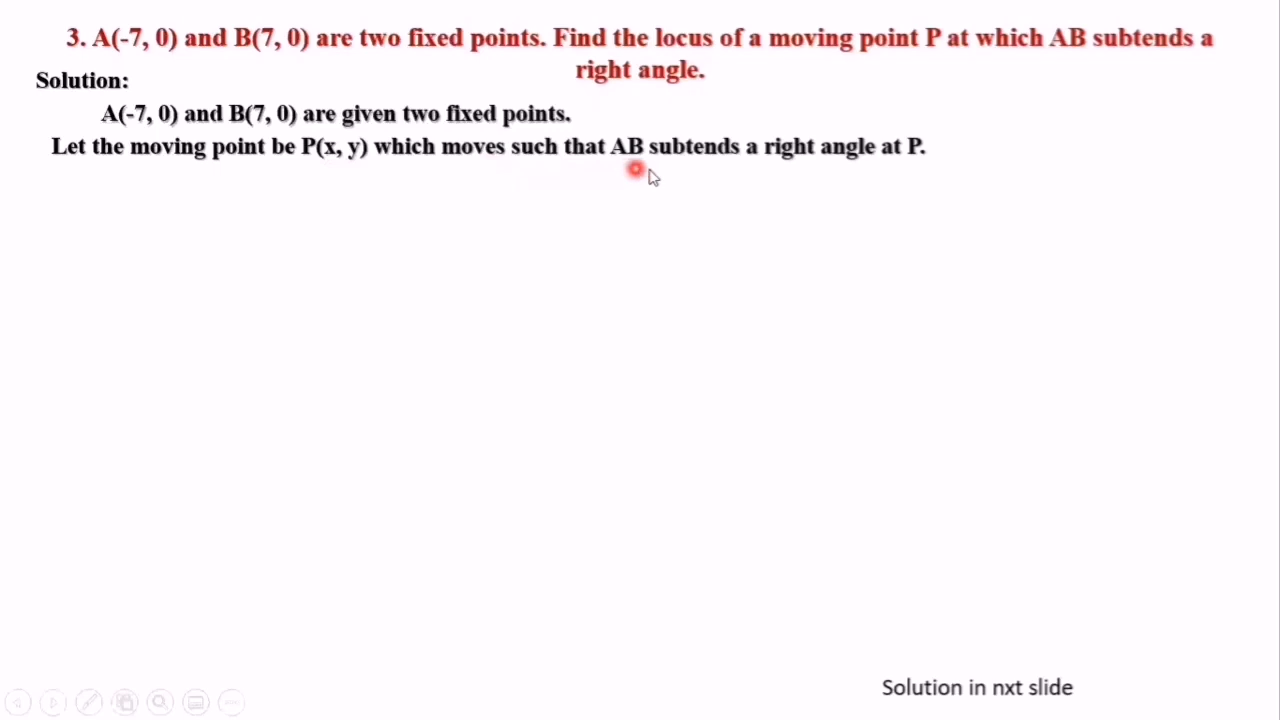 3. A(-7, 0) and B(7, 0) are two fixed points. Find the locus of a moving point P at which AB subtends a
right angle.
Solution:
A(-7, 0) and B(7, 0) are given two fixed points.
Let the moving point be P(x, y) which moves such that AB subtends a right angle at P.
Solution in nxt slide